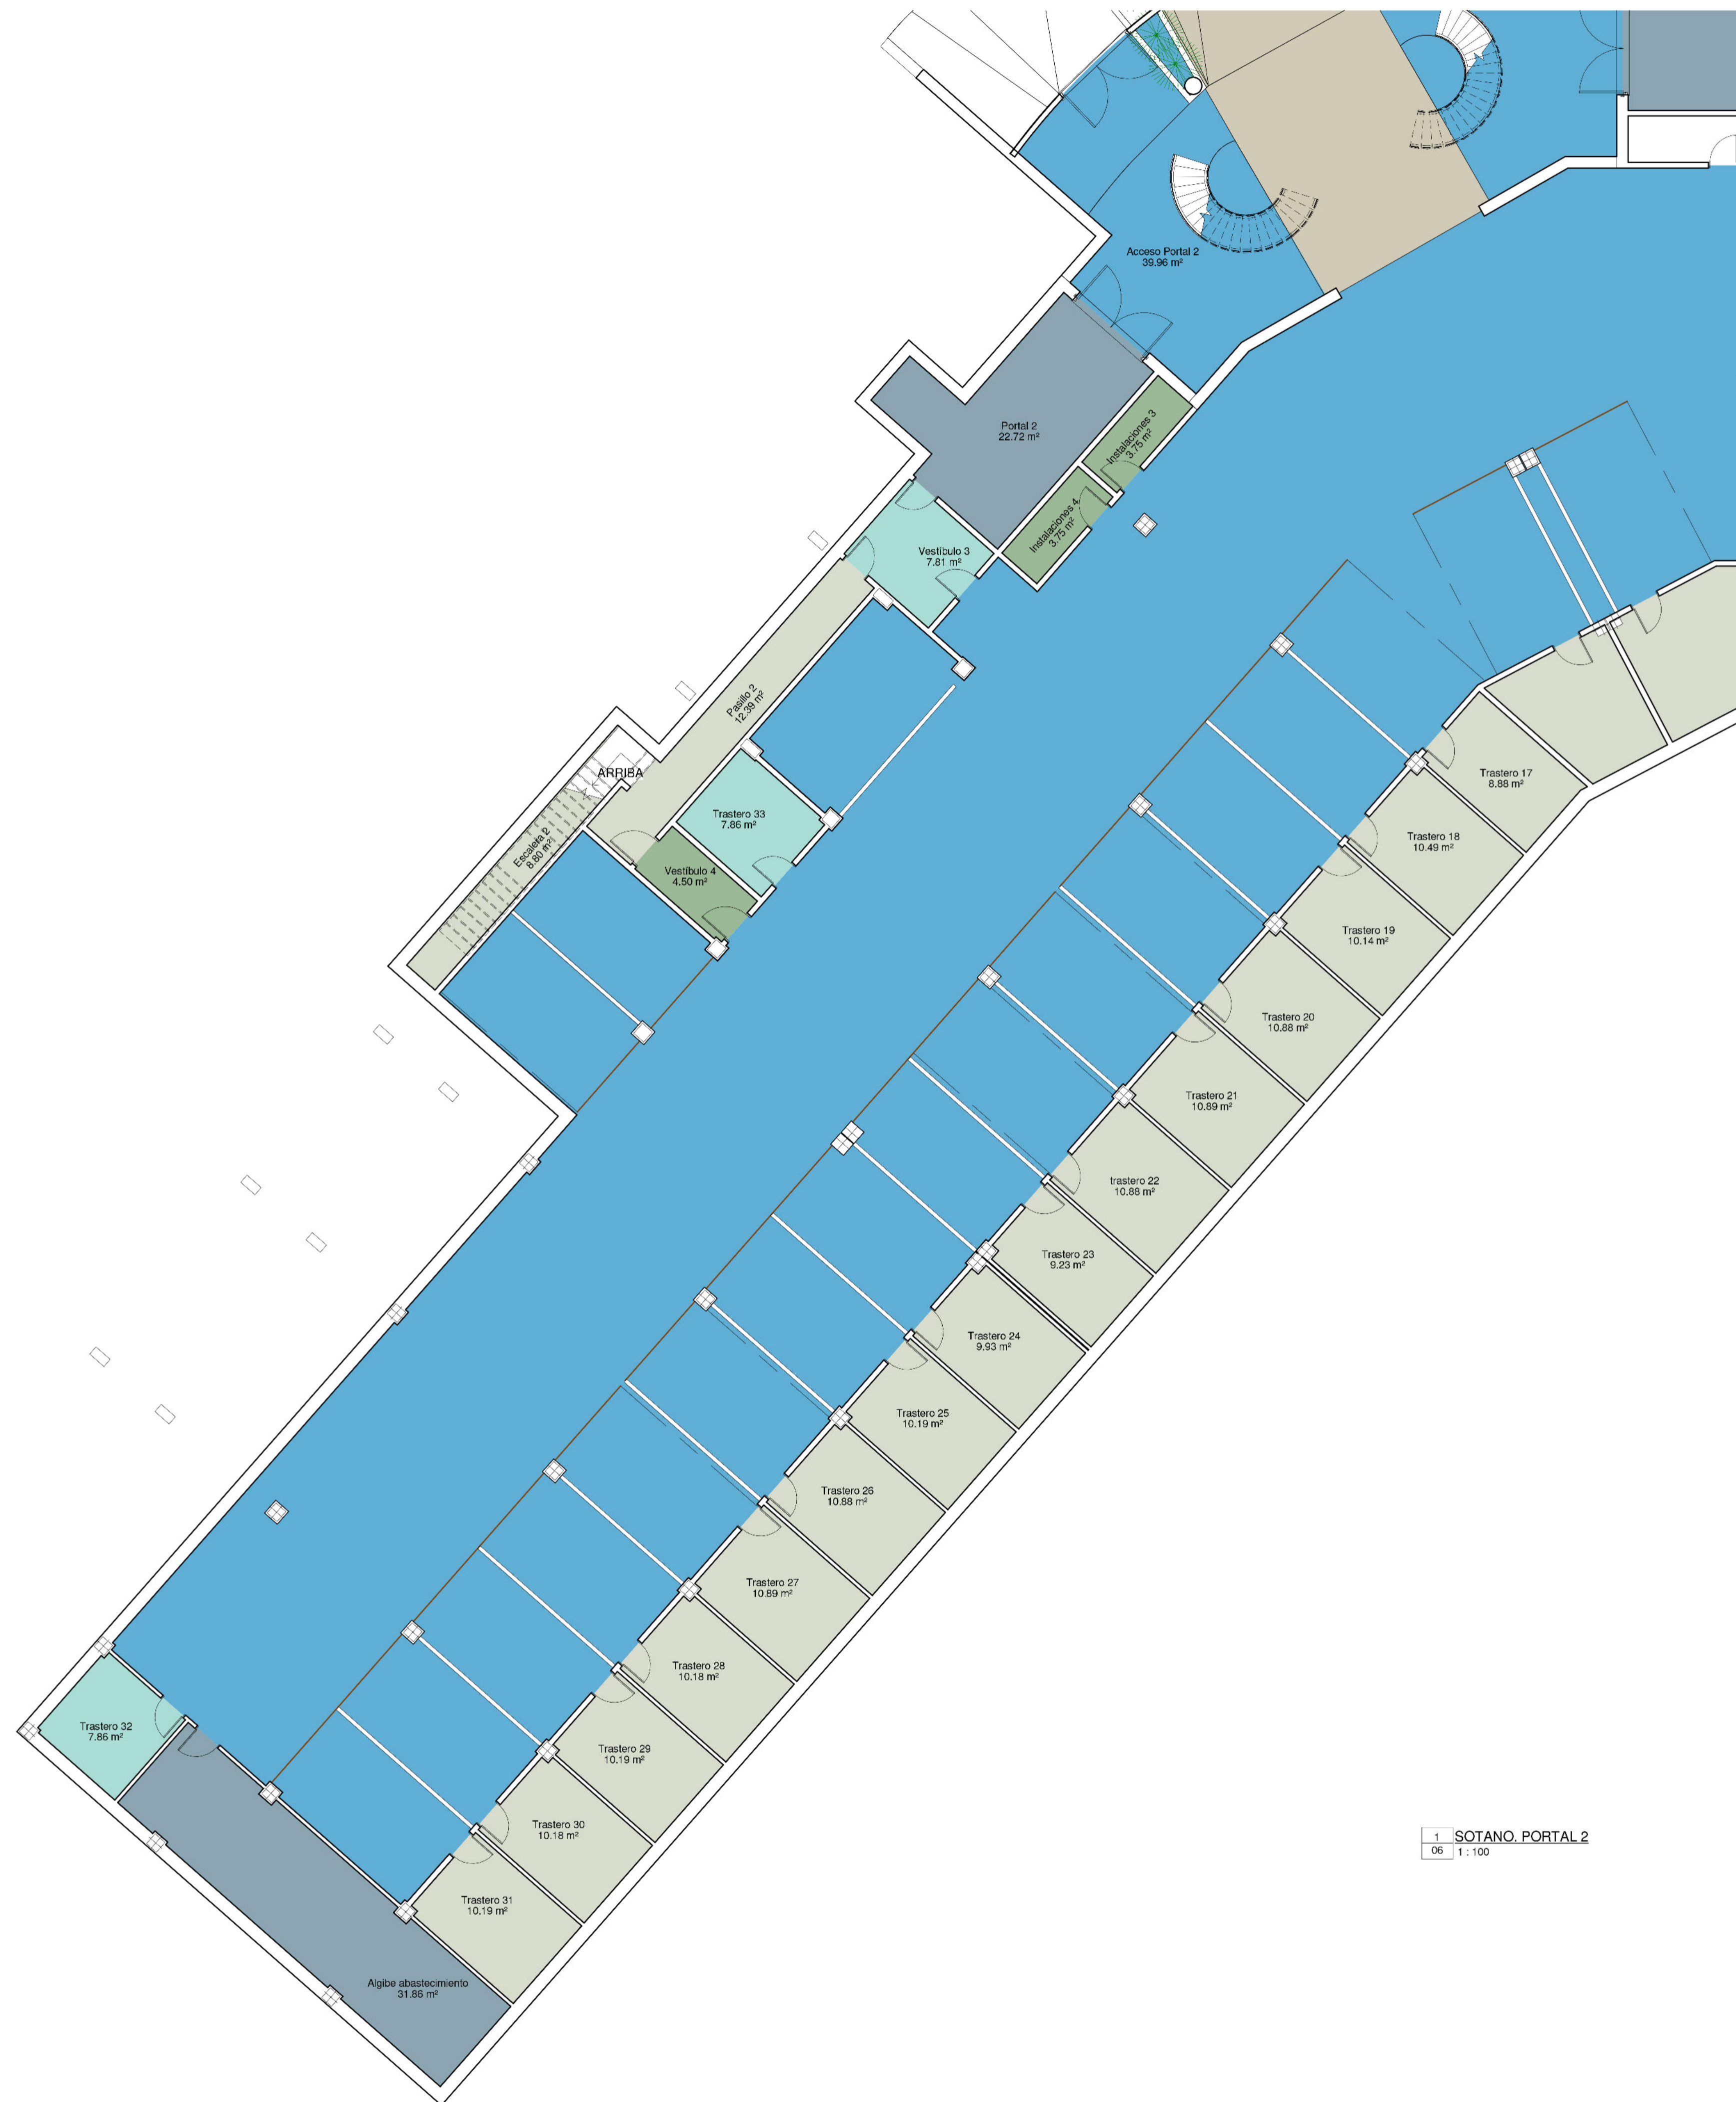 Acceso Portal 2
39.96 m²
Portal 2
22.72 m²
Instalaciones 3
3.75 m²
Instalaciones 4
3.75 m²
Vestíbulo 3
7.81 m²
Pasillo 2
12.39 m²
ARRIBA
Escalera 2
8.80 m²
Trastero 33
7.86 m²
Vestíbulo 4
4.50 m²
Trastero 17
8.88 m²
Trastero 18
10.49 m²
Trastero 19
10.14 m²
Trastero 20
10.88 m²
Trastero 21
10.89 m²
trastero 22
10.88 m²
Trastero 23
9.23 m²
Trastero 24
9.93 m²
Trastero 25
10.19 m²
Trastero 26
10.88 m²
Trastero 27
10.89 m²
Trastero 28
10.18 m²
Trastero 29
10.19 m²
Trastero 30
10.18 m²
Trastero 31
10.19 m²
Trastero 32
7.86 m²
Algibe abastecimiento
31.86 m²
1 SOTANO. PORTAL 2
06 1 : 100